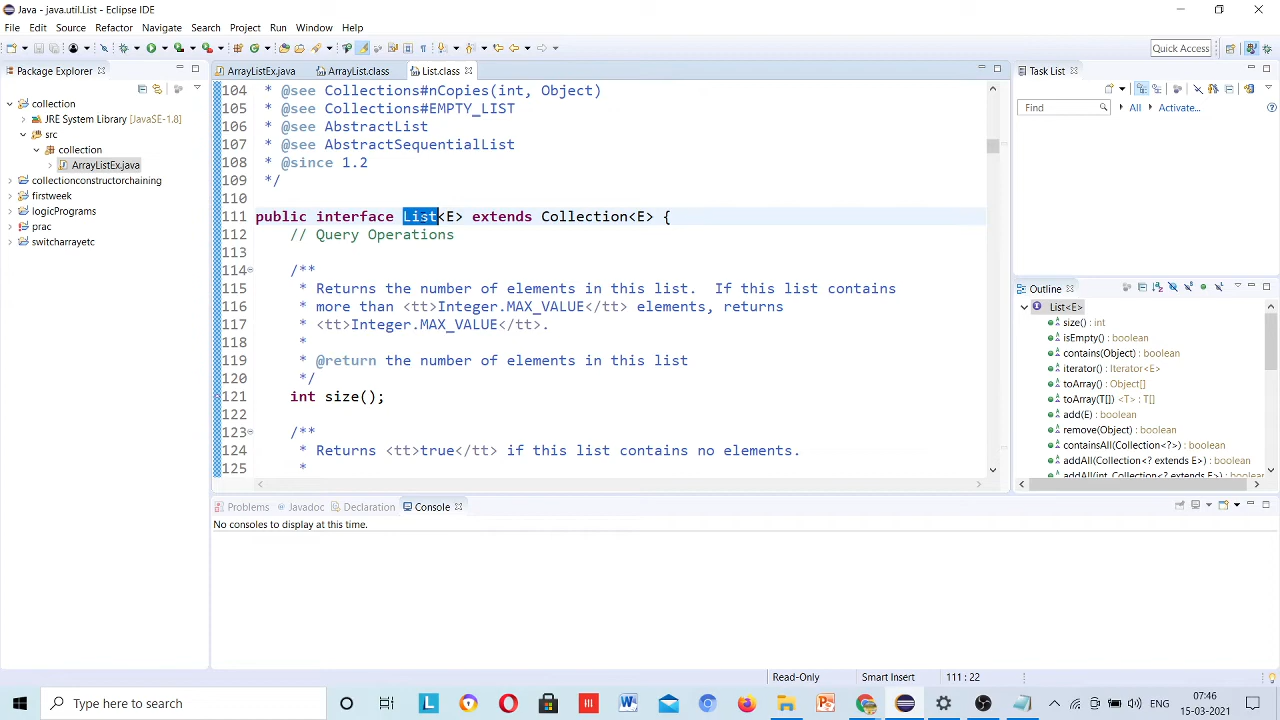 Java - java.util.List - Eclipse IDE
File Edit Source Refactor Navigate Search Project Run Window Help
Quick Access
Package Explorer
ArrayListEx.java
ArrayList.class
List.class
Task List
collection
JRE System Library [JavaSE-1.8]
src
collection
ArrayListEx.java
collectionconstructorchaining
firstweek
logicPrograms
prac
switcharrayetc
104 * @see Collections#nCopies(int, Object)
105 * @see Collections#EMPTY_LIST
106 * @see AbstractList
107 * @see AbstractSequentialList
108 * @since 1.2
109 */
110
111 public interface List<E> extends Collection<E> {
112 // Query Operations
113
114 /**
115 * Returns the number of elements in this list.  If this list contains
116 * more than <tt>Integer.MAX_VALUE</tt> elements, returns
117 * <tt>Integer.MAX_VALUE</tt>.
118 *
119 * @return the number of elements in this list
120 */
121 int size();
122
123 /**
124 * Returns <tt>true</tt> if this list contains no elements.
125 *
Find
All
Activate...
Outline
List<E>
size() : int
isEmpty() : boolean
contains(Object) : boolean
iterator() : Iterator<E>
toArray() : Object[]
toArray(T[]) <T> : T[]
add(E) : boolean
remove(Object) : boolean
containsAll(Collection<?>) : boolean
addAll(Collection<? extends E>) : boolean
addAll(int, Collection<? extends E>) : boolean
Problems
Javadoc
Declaration
Console
No consoles to display at this time.
Read-Only
Smart Insert
111 : 22
Type here to search
ENG
07:46
15-03-2021